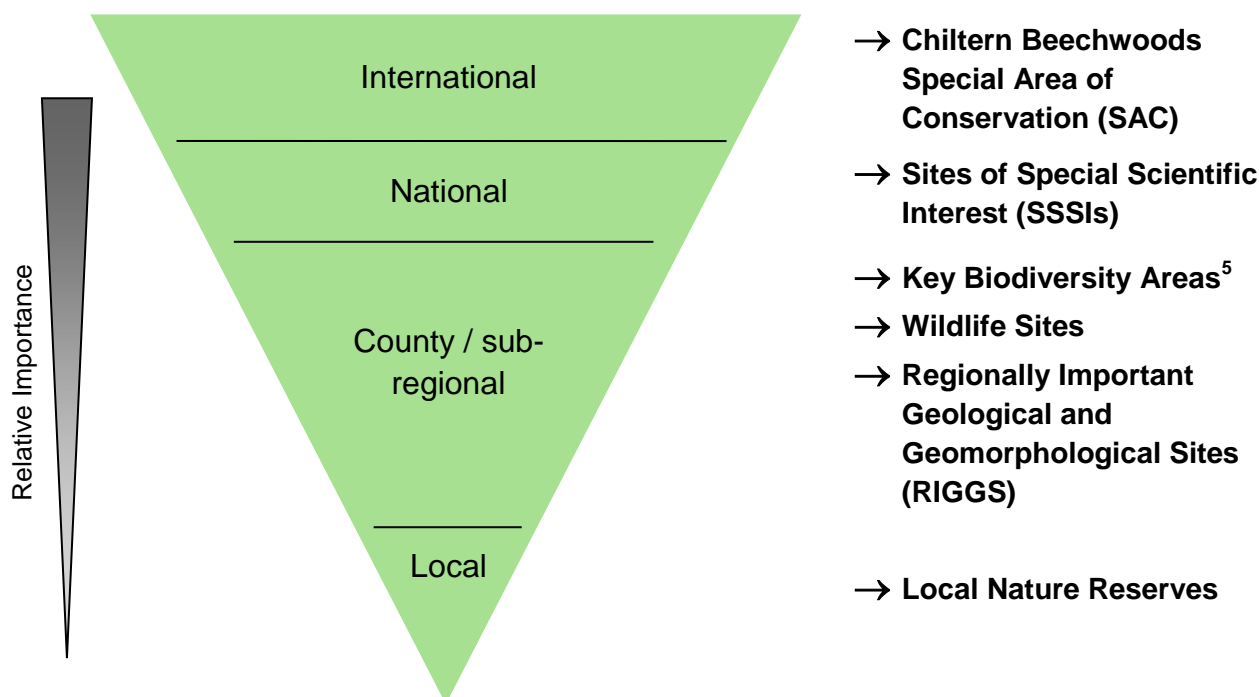 International
National
County / sub-
regional
Local
Relative Importance
→ Chiltern Beechwoods
Special Area of
Conservation (SAC)
→ Sites of Special Scientific
Interest (SSSIs)
→ Key Biodiversity Areas⁵
→ Wildlife Sites
→ Regionally Important
Geological and
Geomorphological Sites
(RIGGS)
→ Local Nature Reserves